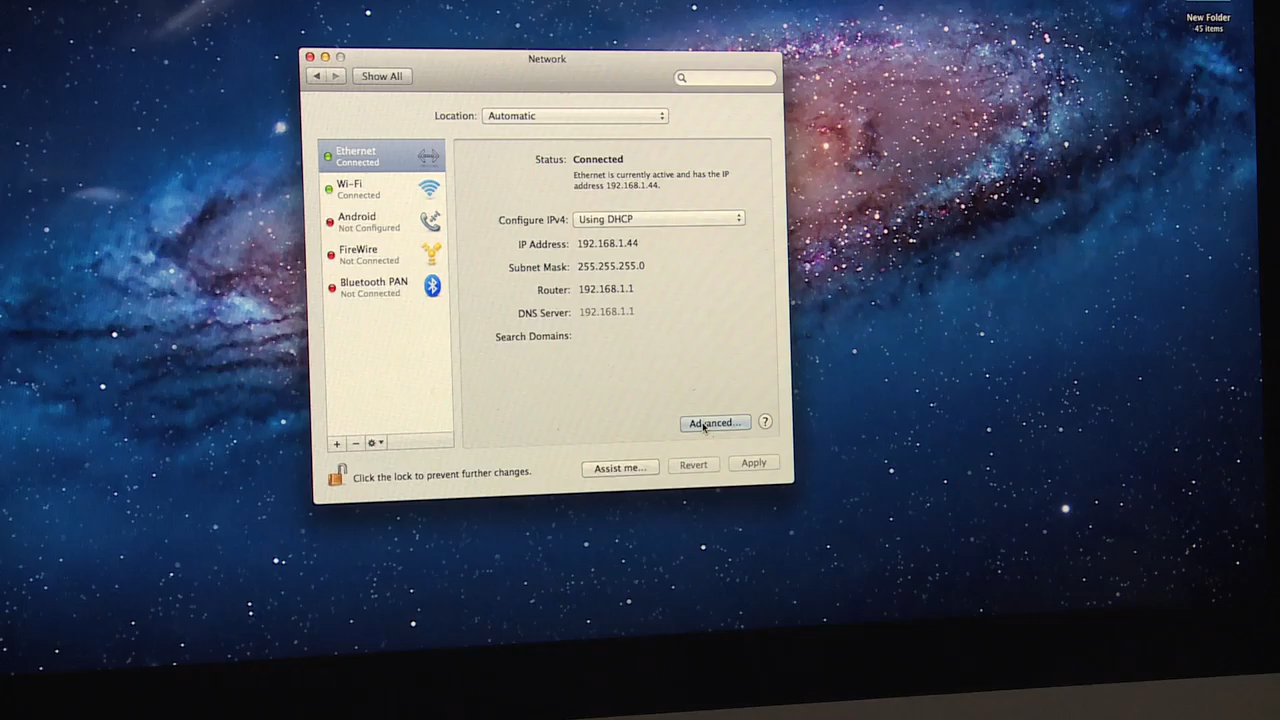 New Folder
45 items
Network
Show All
Location: Automatic
Ethernet
Connected
Wi-Fi
Connected
Android
Not Configured
FireWire
Not Connected
Bluetooth PAN
Not Connected
Status: Connected
Ethernet is currently active and has the IP
address 192.168.1.44.
Configure IPv4: Using DHCP
IP Address: 192.168.1.44
Subnet Mask: 255.255.255.0
Router: 192.168.1.1
DNS Server: 192.168.1.1
Search Domains:
Advanced... ?
+ −
Click the lock to prevent further changes.
Assist me... Revert Apply